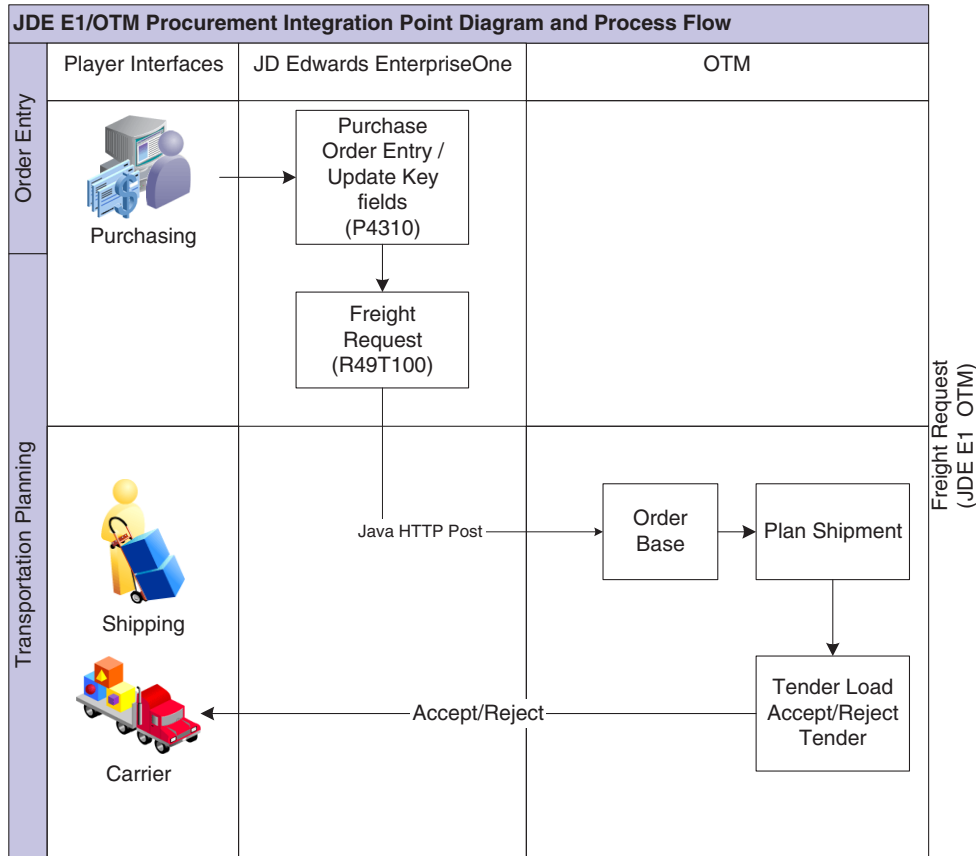 JDE E1/OTM Procurement Integration Point Diagram and Process Flow
Player Interfaces
JD Edwards EnterpriseOne
OTM
Order Entry
Purchasing
Purchase
Order Entry /
Update Key
fields
(P4310)
Freight
Request
(R49T100)
Transportation Planning
Shipping
Java HTTP Post
Order
Base
Plan Shipment
Carrier
Accept/Reject
Tender Load
Accept/Reject
Tender
Freight Request
(JDE E1 OTM)